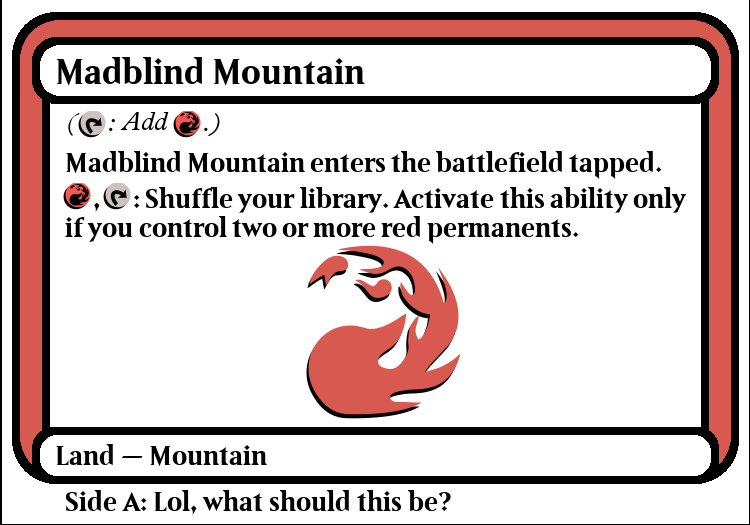 Madblind Mountain
(: Add .)
Madblind Mountain enters the battlefield tapped.
,: Shuffle your library. Activate this ability only
if you control two or more red permanents.
Land — Mountain
Side A: Lol, what should this be?